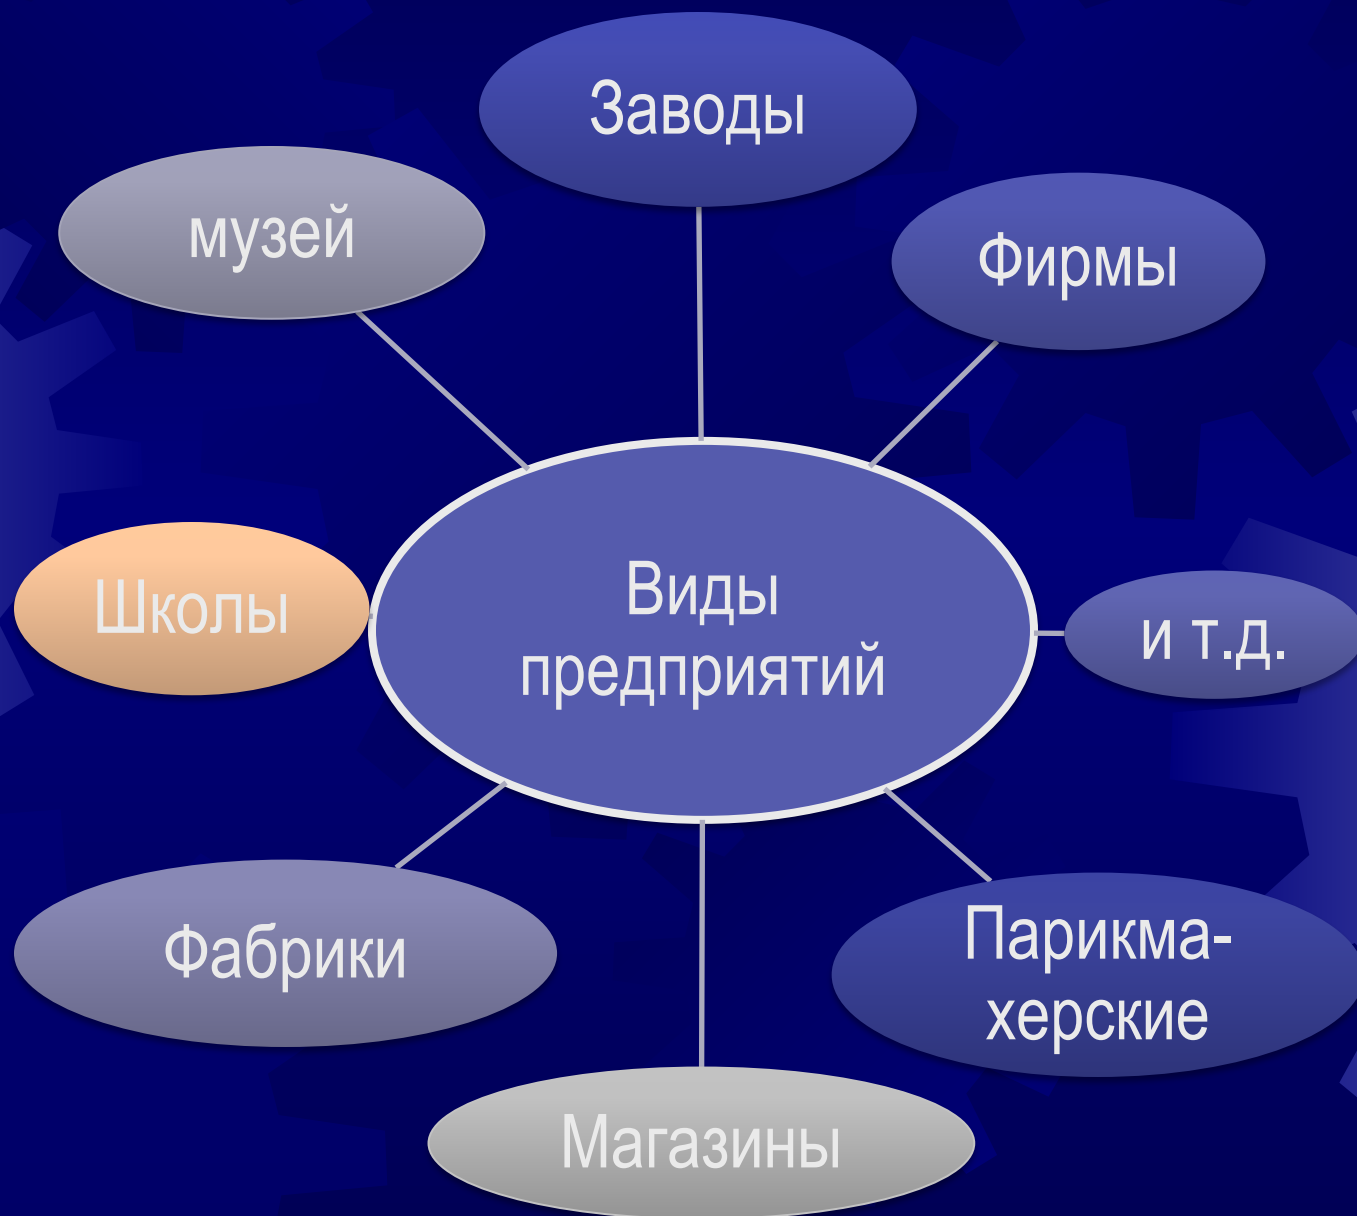 Заводы
музей
Фирмы
Школы
Виды
предприятий
и т.д.
Фабрики
Парикма-
херские
Магазины